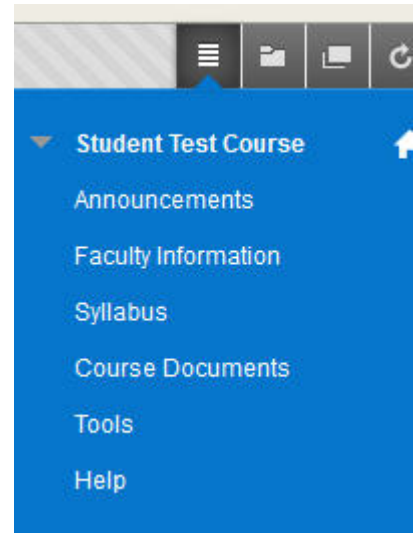 Student Test Course
Announcements
Faculty Information
Syllabus
Course Documents
Tools
Help